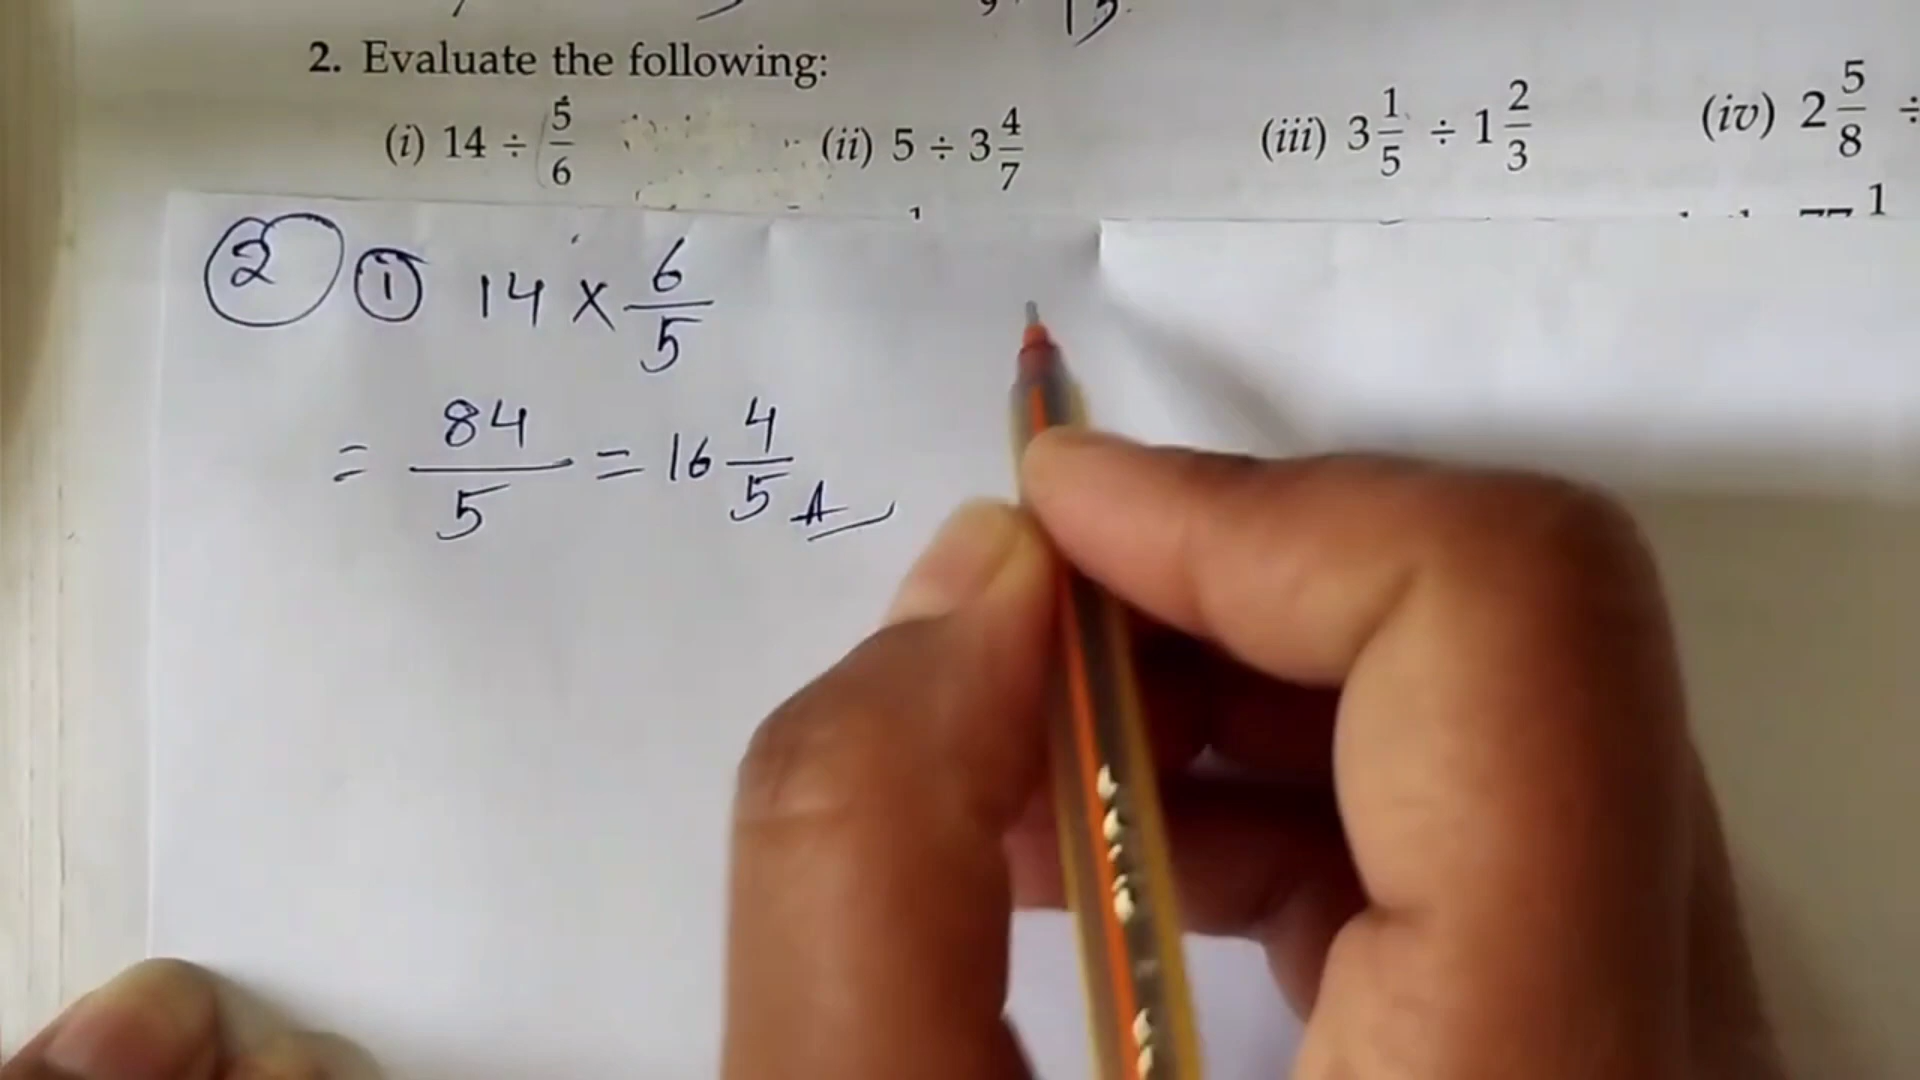 2. Evaluate the following:
(i) 14 ÷ 5/6 (ii) 5 ÷ 3 4/7 (iii) 3 1/5 ÷ 1 2/3 (iv) 2 5/8 ÷
2 i 14 × 6/5
= 84/5 = 16 4/5 A